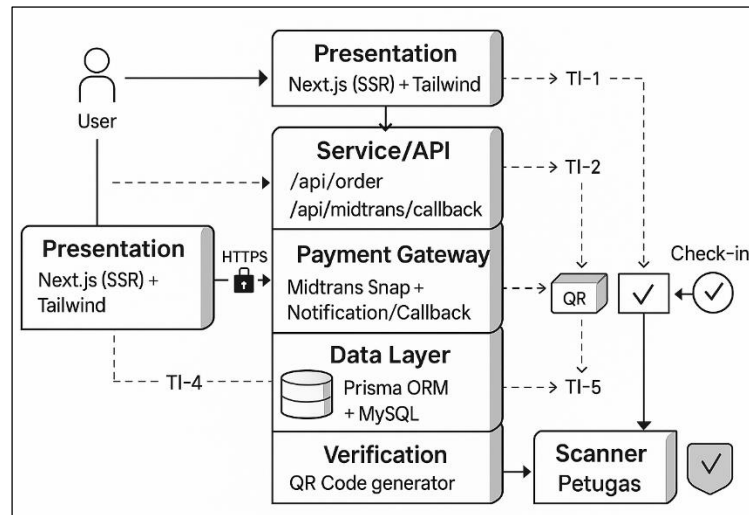 Presentation
Next.js (SSR) + Tailwind
TI-1
User
Service/API
/api/order
/api/midtrans/callback
TI-2
Presentation
Next.js (SSR) +
Tailwind
HTTPS
Payment Gateway
Midtrans Snap +
Notification/Callback
QR
Check-in
Data Layer
Prisma ORM
+ MySQL
TI-4
TI-5
Verification
QR Code generator
Scanner
Petugas